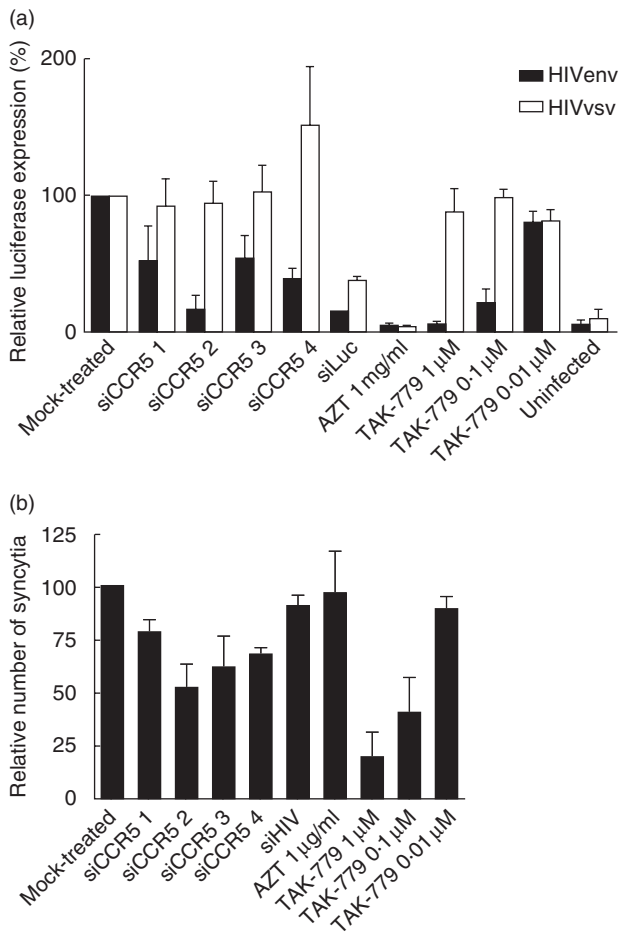 (a)
Relative luciferase expression (%)
200
100
0
HIVenv
HIVvsv
Mock-treated
siCCR5 1
siCCR5 2
siCCR5 3
siCCR5 4
siLuc
AZT 1 mg/ml
TAK-779 1 μM
TAK-779 0·1 μM
TAK-779 0·01 μM
Uninfected
(b)
Relative number of syncytia
125
100
75
50
25
0
Mock-treated
siCCR5 1
siCCR5 2
siCCR5 3
siCCR5 4
siHIV
AZT 1 μg/ml
TAK-779 1 μM
TAK-779 0·1 μM
TAK-779 0·01 μM